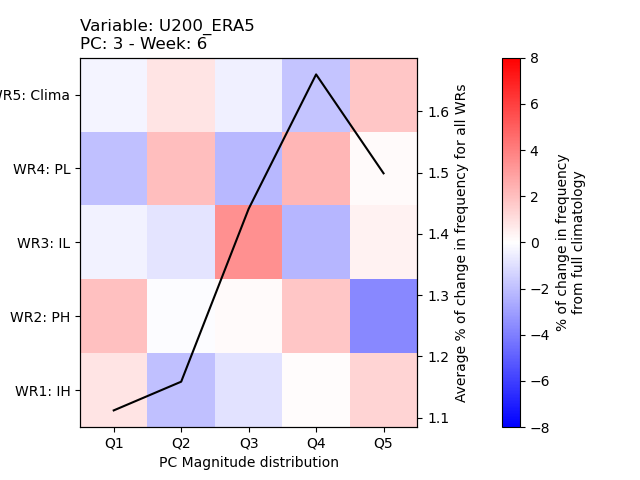 Variable: U200_ERA5
PC: 3 - Week: 6
WR5: Clima
WR4: PL
WR3: IL
WR2: PH
WR1: IH
Q1 Q2 Q3 Q4 Q5
PC Magnitude distribution
1.6
1.5
1.4
1.3
1.2
1.1
Average % of change in frequency for all WRs
8
6
4
2
0
−2
−4
−6
−8
% of change in frequency
from full climatology